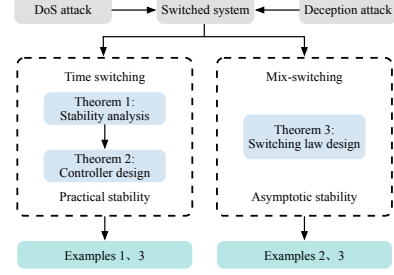 DoS attack
Switched system
Deception attack
Time switching
Theorem 1:
Stability analysis
Theorem 2:
Controller design
Practical stability
Mix-switching
Theorem 3:
Switching law design
Asymptotic stability
Examples 1、3
Examples 2、3